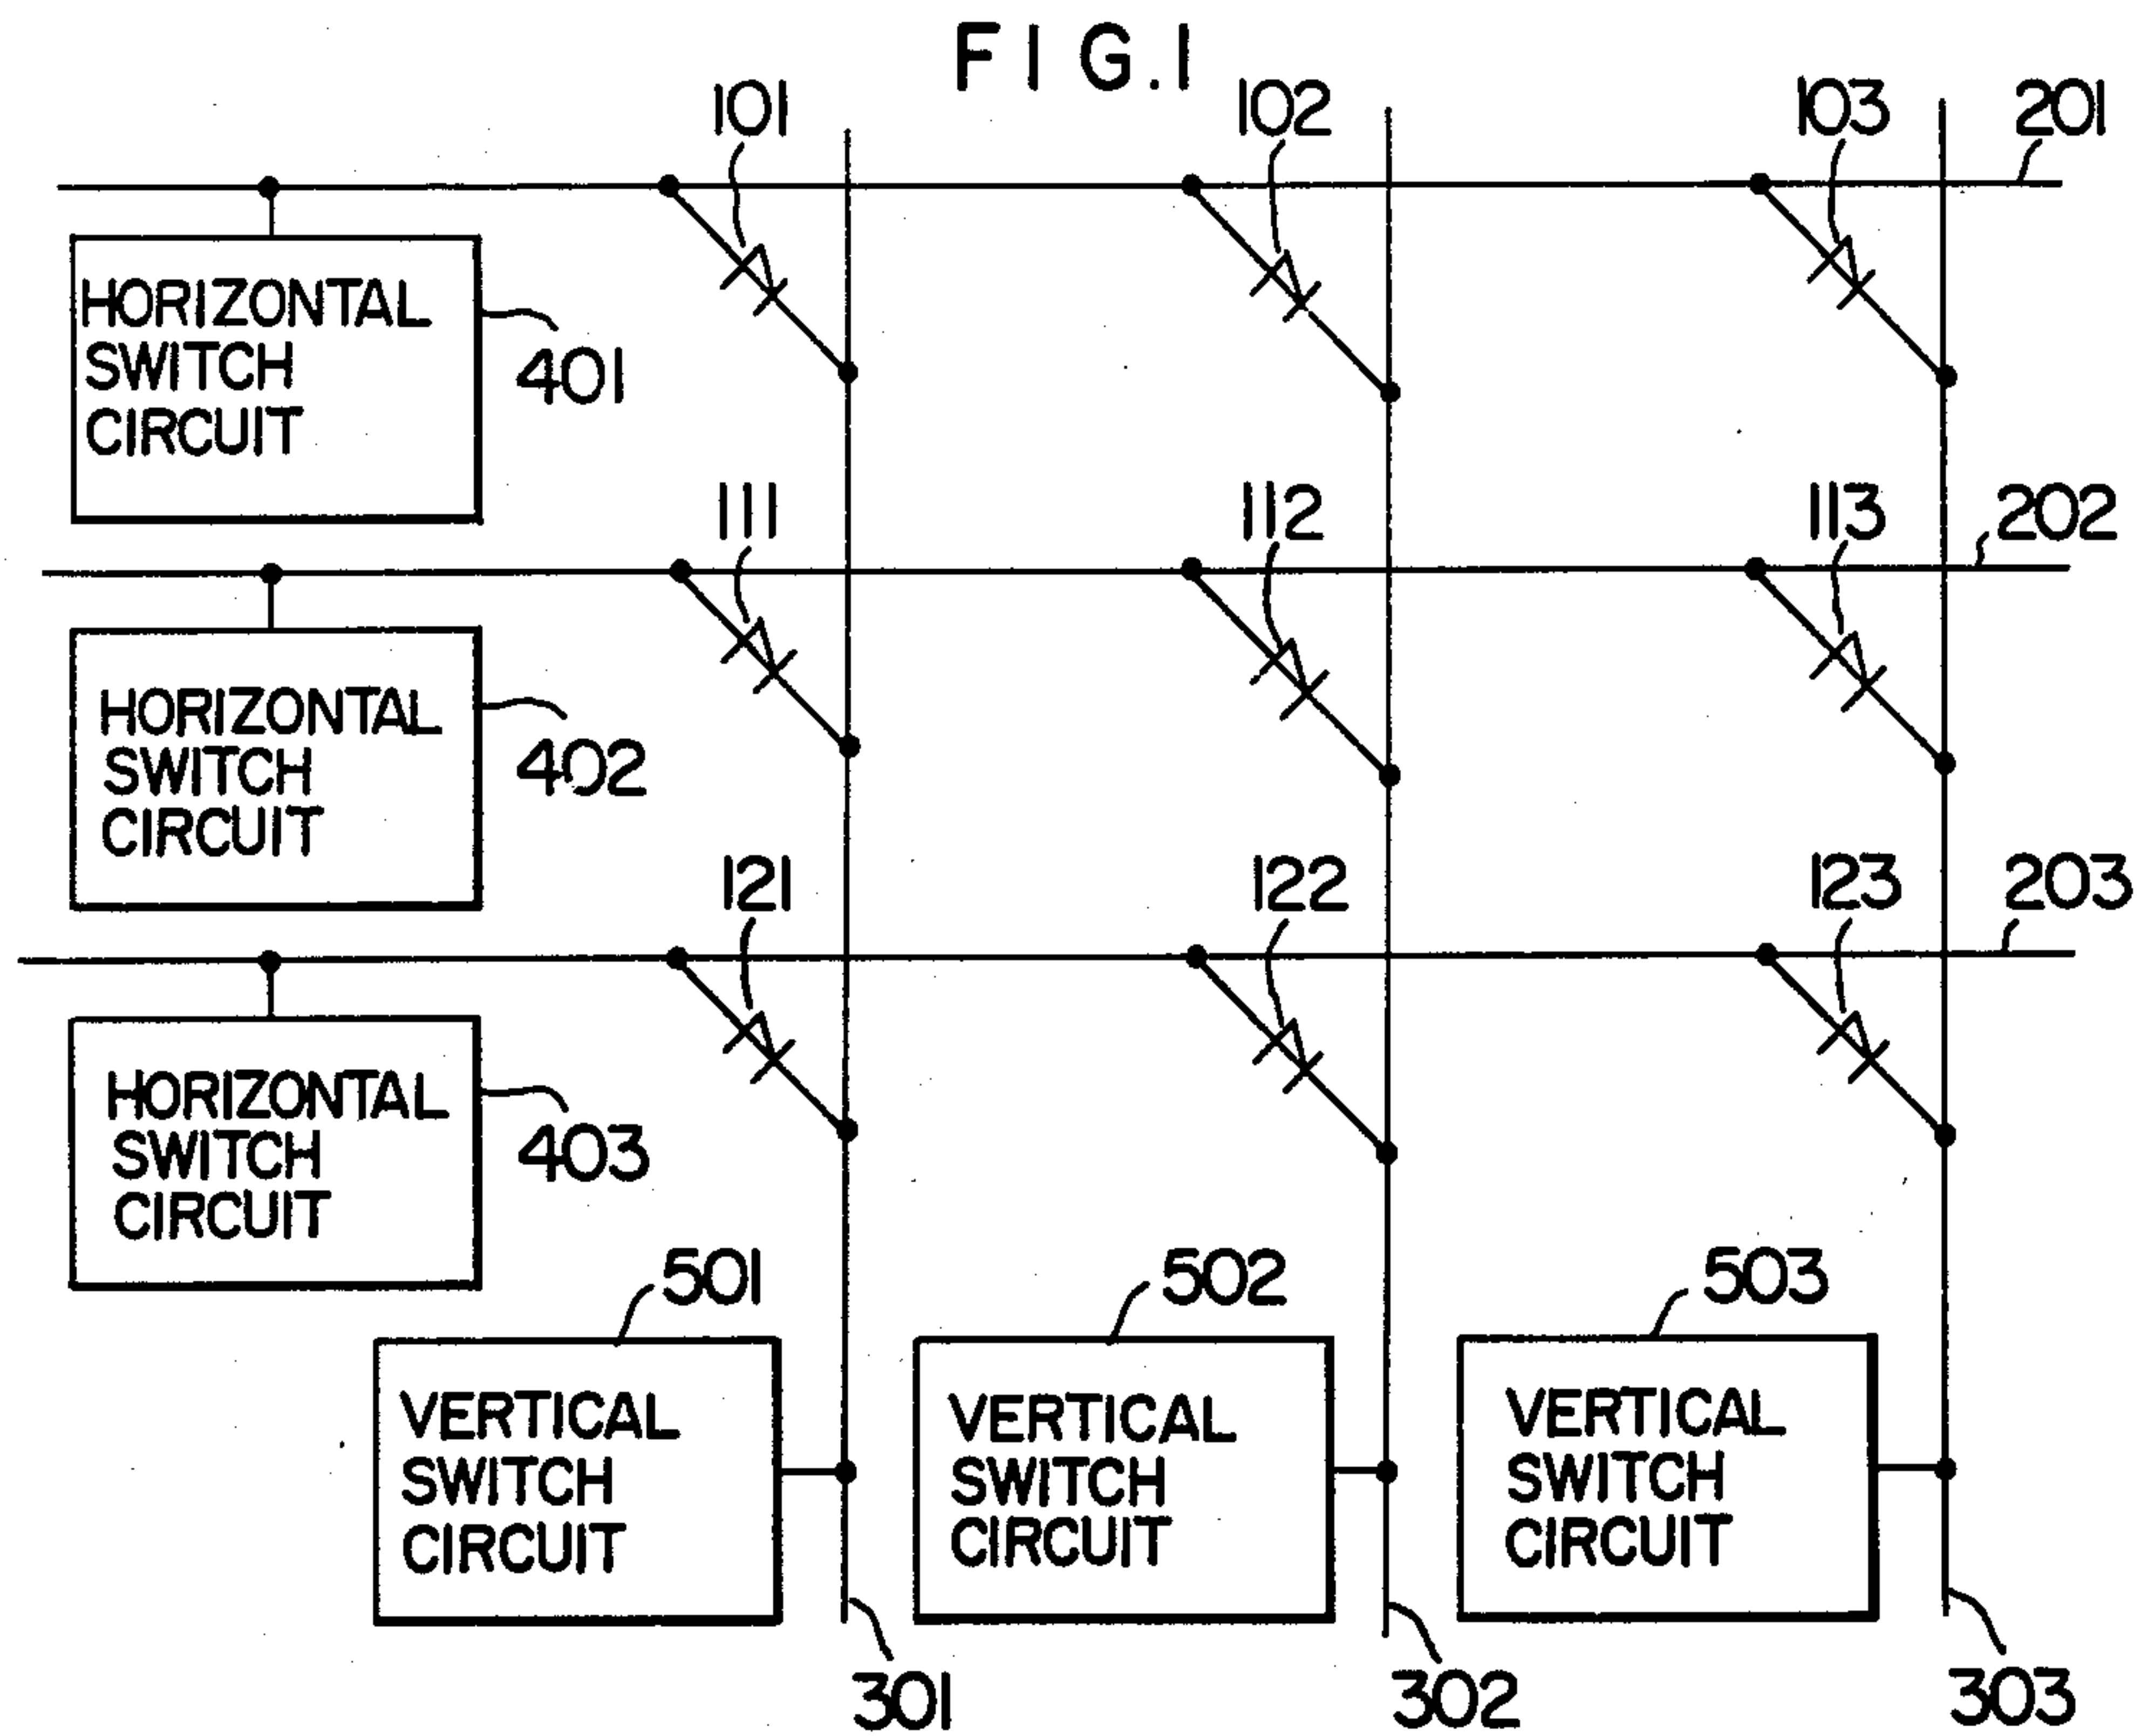 FIG.1
101
102
103
201
HORIZONTAL
SWITCH
CIRCUIT
401
111
112
113
202
HORIZONTAL
SWITCH
CIRCUIT
402
121
122
123
203
HORIZONTAL
SWITCH
CIRCUIT
403
501
502
503
VERTICAL
SWITCH
CIRCUIT
VERTICAL
SWITCH
CIRCUIT
VERTICAL
SWITCH
CIRCUIT
301
302
303